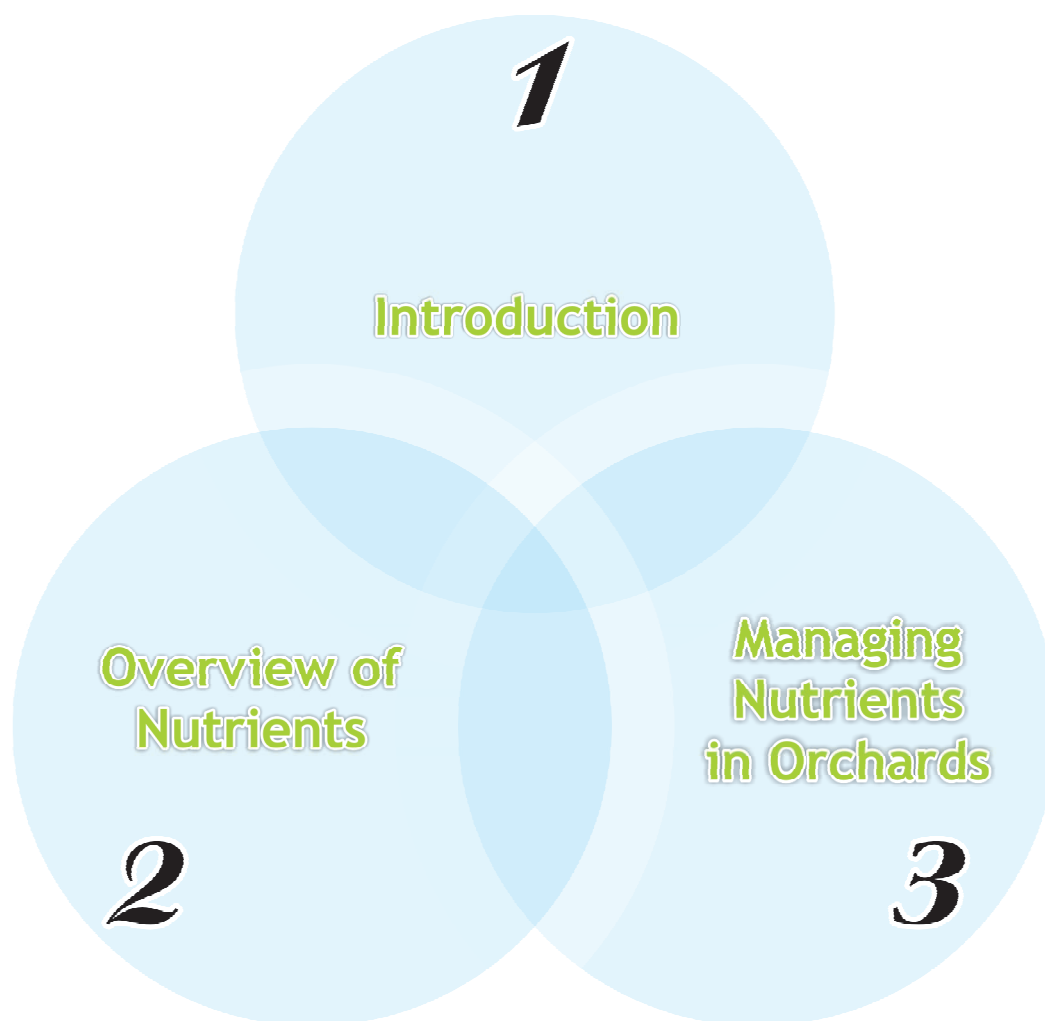 1
Introduction
Overview of
Nutrients
2
Managing
Nutrients
in Orchards
3